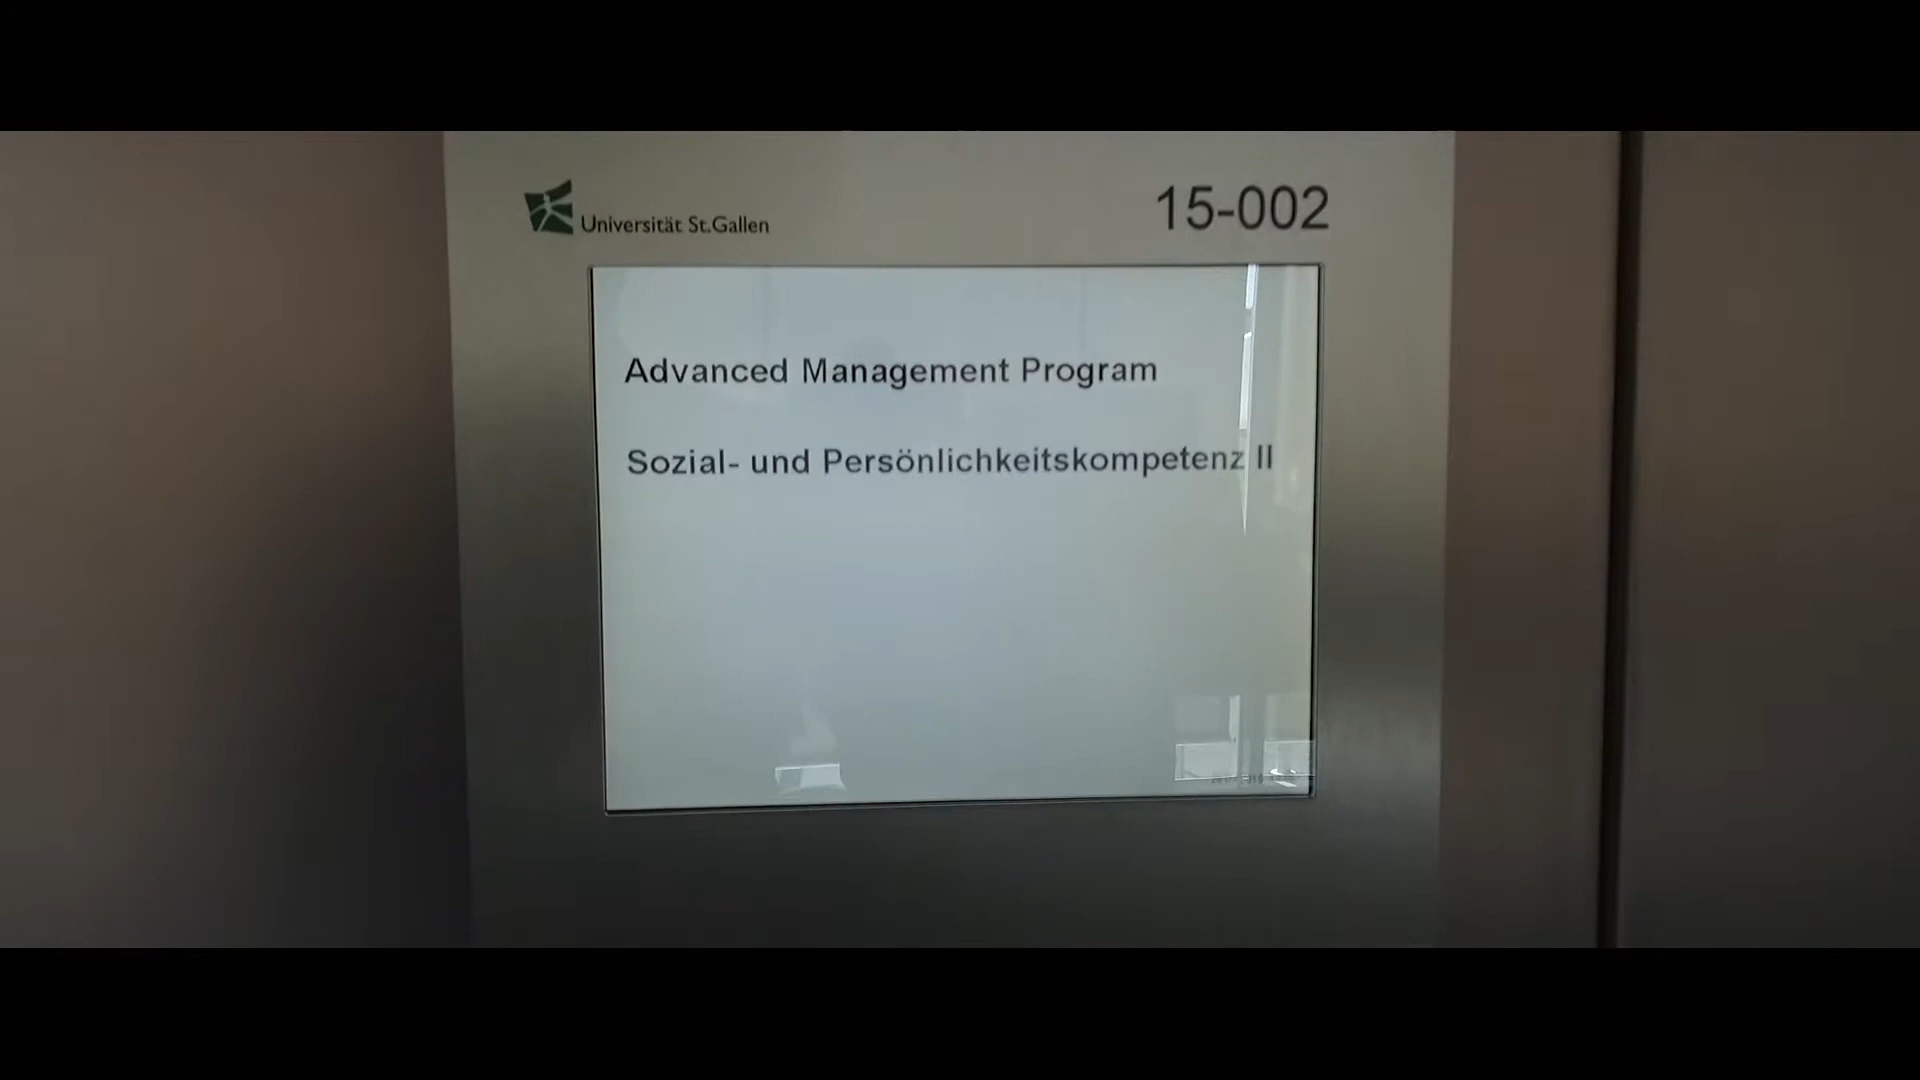 Universität St.Gallen
15-002
Advanced Management Program
Sozial- und Persönlichkeitskompetenz II